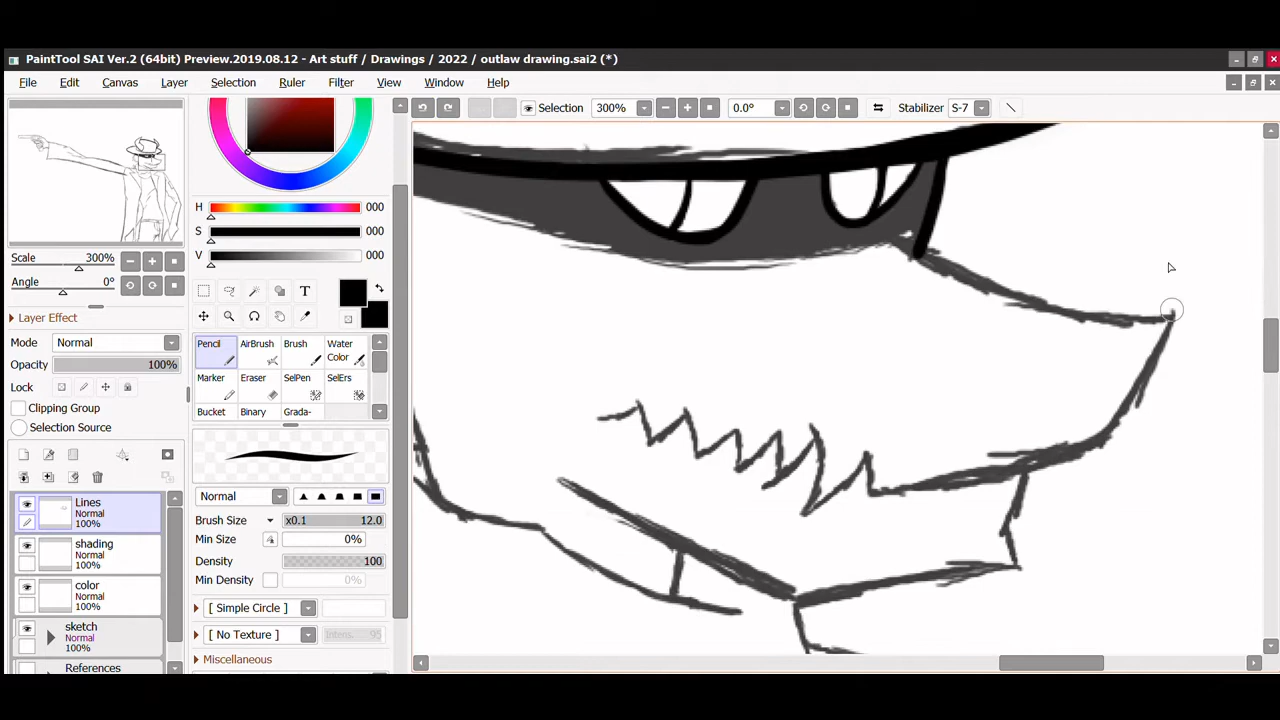 PaintTool SAI Ver.2 (64bit) Preview.2019.08.12 - Art stuff / Drawings / 2022 / outlaw drawing.sai2 (*)
File Edit Canvas Layer Selection Ruler Filter View Window Help
Selection 300% 0.0° Stabilizer S-7
H 000
S 000
V 000
Scale 300%
Angle 0°
T
Layer Effect
Mode Normal
Opacity 100%
Lock
Clipping Group
Selection Source
Pencil AirBrush Brush Water Color
Marker Eraser SelPen SelErs
Bucket Binary Grada-
Normal
Brush Size x0.1 12.0
Min Size 0%
Density 100
Min Density 0%
[ Simple Circle ]
[ No Texture ] Intens. 95
Miscellaneous
Lines
Normal
100%
shading
Normal
100%
color
Normal
100%
sketch
Normal
100%
References